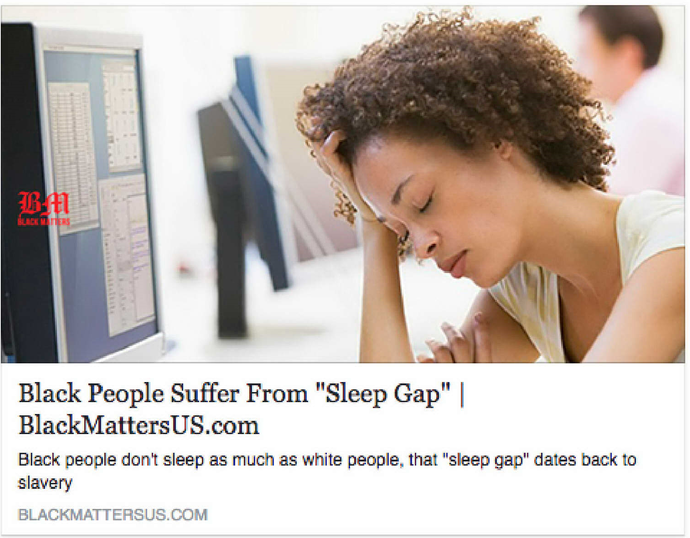 BM
BLACK MATTERS
Black People Suffer From "Sleep Gap" |
BlackMattersUS.com
Black people don't sleep as much as white people, that "sleep gap" dates back to
slavery
BLACKMATTERSUS.COM